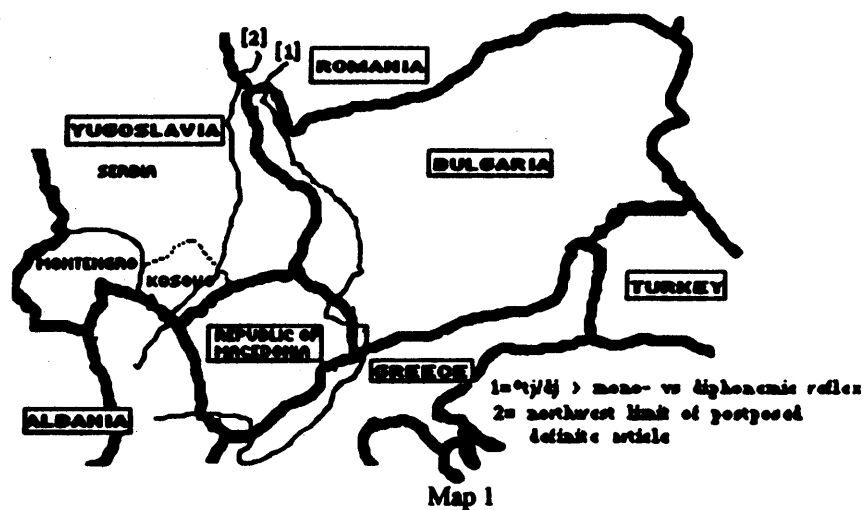 [2]
[1]
ROMANIA
YUGOSLAVIA
SERBIA
BULGARIA
MONTENGRO
KOSOVO
TURKEY
REPUBLIC OF
MACEDONIA
GREECE
ALBANIA
1=*tj/dj > mono- vs diphonemic reflex
2= northwest limit of postposed
definite article
Map 1